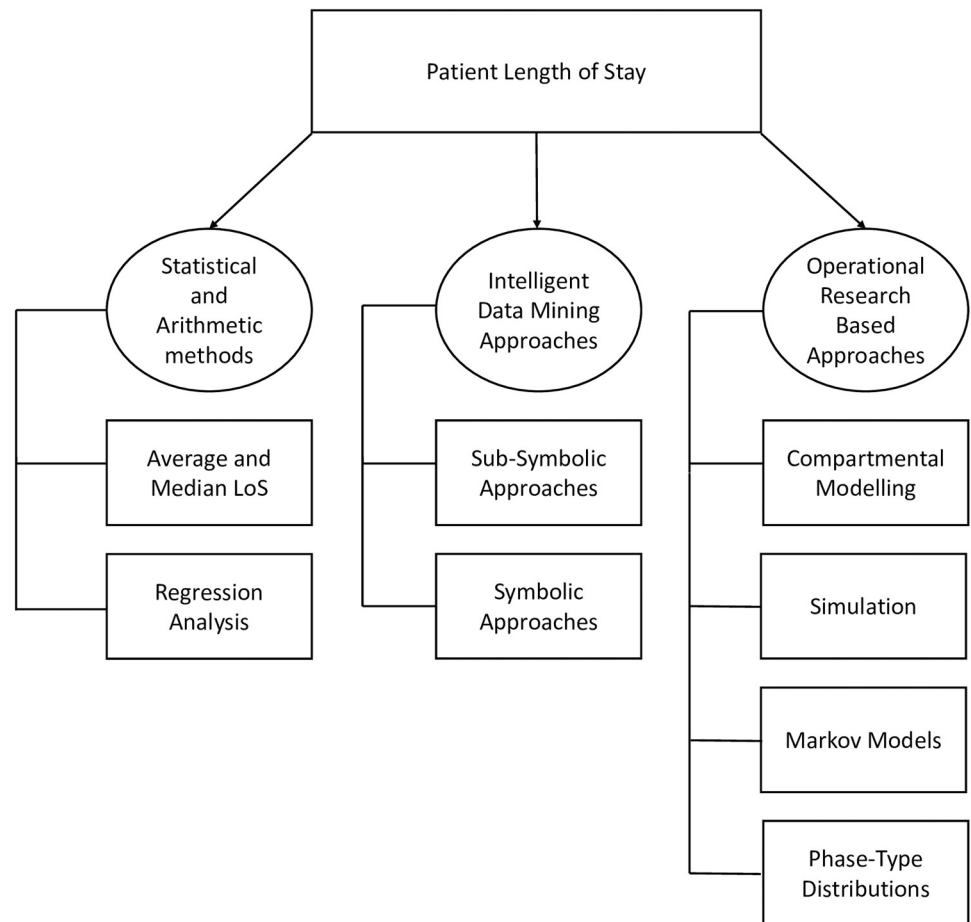 Patient Length of Stay
Statistical
and
Arithmetic
methods
Average and
Median LoS
Regression
Analysis
Intelligent
Data Mining
Approaches
Sub-Symbolic
Approaches
Symbolic
Approaches
Operational
Research
Based
Approaches
Compartmental
Modelling
Simulation
Markov Models
Phase-Type
Distributions